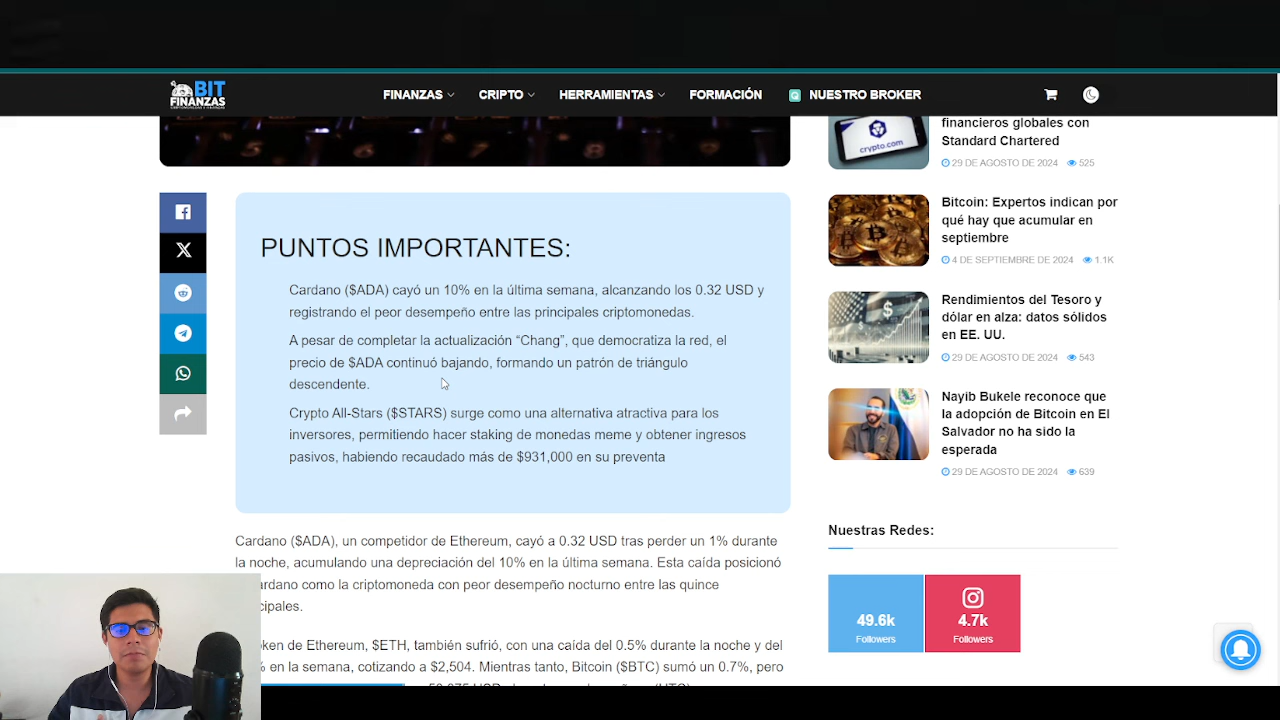 BIT
FINANZAS
FINANZAS
CRIPTO
HERRAMIENTAS
FORMACIÓN
NUESTRO BROKER
5
6
7
8
9
PUNTOS IMPORTANTES:
Cardano ($ADA) cayó un 10% en la última semana, alcanzando los 0.32 USD y
registrando el peor desempeño entre las principales criptomonedas.
A pesar de completar la actualización “Chang”, que democratiza la red, el
precio de $ADA continuó bajando, formando un patrón de triángulo
descendente.
Crypto All-Stars ($STARS) surge como una alternativa atractiva para los
inversores, permitiendo hacer staking de monedas meme y obtener ingresos
pasivos, habiendo recaudado más de $931,000 en su preventa
Cardano ($ADA), un competidor de Ethereum, cayó a 0.32 USD tras perder un 1% durante
la noche, acumulando una depreciación del 10% en la última semana. Esta caída posicionó
ardano como la criptomoneda con peor desempeño nocturno entre las quince
cipales.
oken de Ethereum, $ETH, también sufrió, con una caída del 0.5% durante la noche y del
% en la semana, cotizando a $2,504. Mientras tanto, Bitcoin ($BTC) sumó un 0.7%, pero
crypto.com
financieros globales con
Standard Chartered
29 DE AGOSTO DE 2024 525
Bitcoin: Expertos indican por
qué hay que acumular en
septiembre
4 DE SEPTIEMBRE DE 2024 1.1K
Rendimientos del Tesoro y
dólar en alza: datos sólidos
en EE. UU.
29 DE AGOSTO DE 2024 543
Nayib Bukele reconoce que
la adopción de Bitcoin en El
Salvador no ha sido la
esperada
29 DE AGOSTO DE 2024 639
Nuestras Redes:
49.6k
Followers
4.7k
Followers